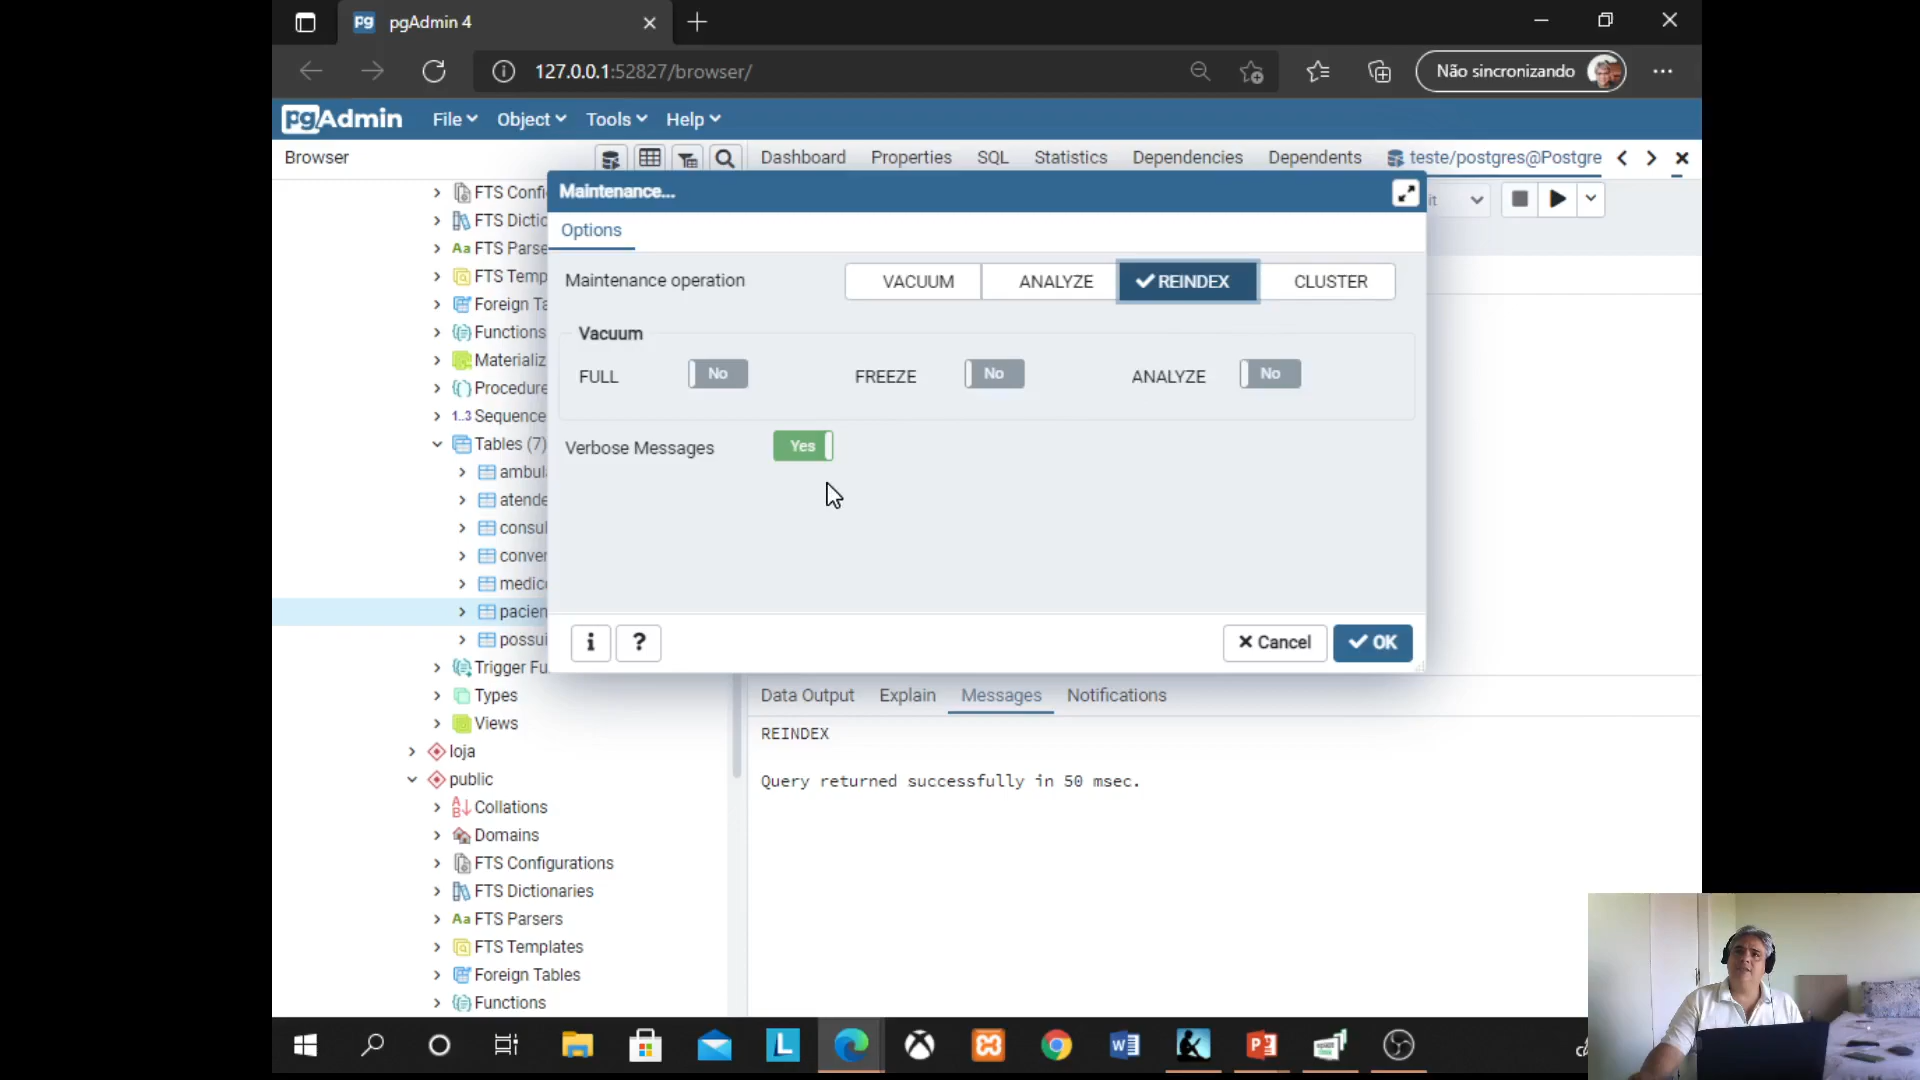 pgAdmin 4
127.0.0.1:52827/browser/
Não sincronizando
pgAdmin
File
Object
Tools
Help
Browser
Dashboard
Properties
SQL
Statistics
Dependencies
Dependents
teste/postgres@Postgre
Maintenance...
Options
Maintenance operation
VACUUM
ANALYZE
REINDEX
CLUSTER
Vacuum
FULL
No
FREEZE
No
ANALYZE
No
Verbose Messages
Yes
Cancel
OK
FTS Confi
FTS Dictio
FTS Parse
FTS Temp
Foreign Ta
Functions
Materializ
Procedure
1..3 Sequence
Tables (7)
ambul
atende
consul
conver
medico
pacien
possui
Trigger Fu
Types
Views
loja
public
Collations
Domains
FTS Configurations
FTS Dictionaries
Aa FTS Parsers
FTS Templates
Foreign Tables
Functions
Data Output
Explain
Messages
Notifications
REINDEX
Query returned successfully in 50 msec.